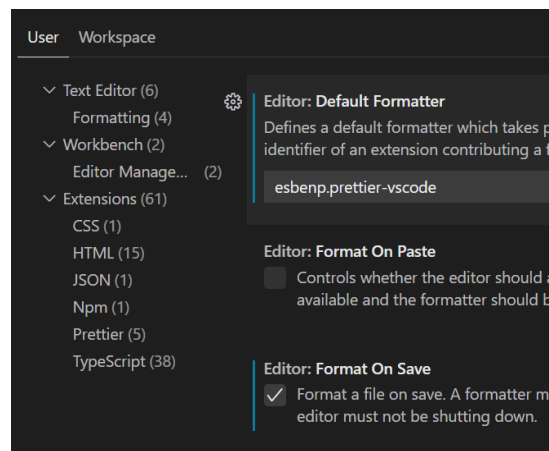 User Workspace
Text Editor (6)
Formatting (4)
Workbench (2)
Editor Manage... (2)
Extensions (61)
CSS (1)
HTML (15)
JSON (1)
Npm (1)
Prettier (5)
TypeScript (38)
Editor: Default Formatter
Defines a default formatter which takes
identifier of an extension contributing a
esbenp.prettier-vscode
Editor: Format On Paste
Controls whether the editor should
available and the formatter should
Editor: Format On Save
Format a file on save. A formatter
editor must not be shutting down.